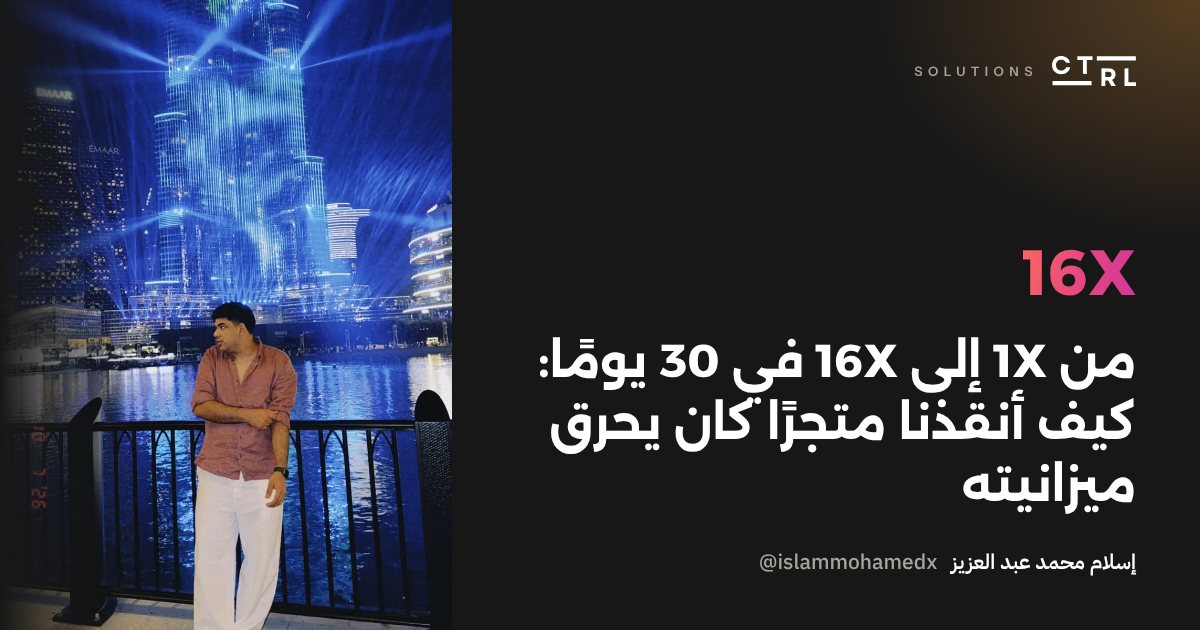 EMAAR
EMAAR
SOLUTIONS CTRL
16X
من 1X إلى 16X في 30 يومًا:
كيف أنقذنا متجرًا كان يحرق
ميزانيته
إسلام محمد عبد العزيز @islammohamedx